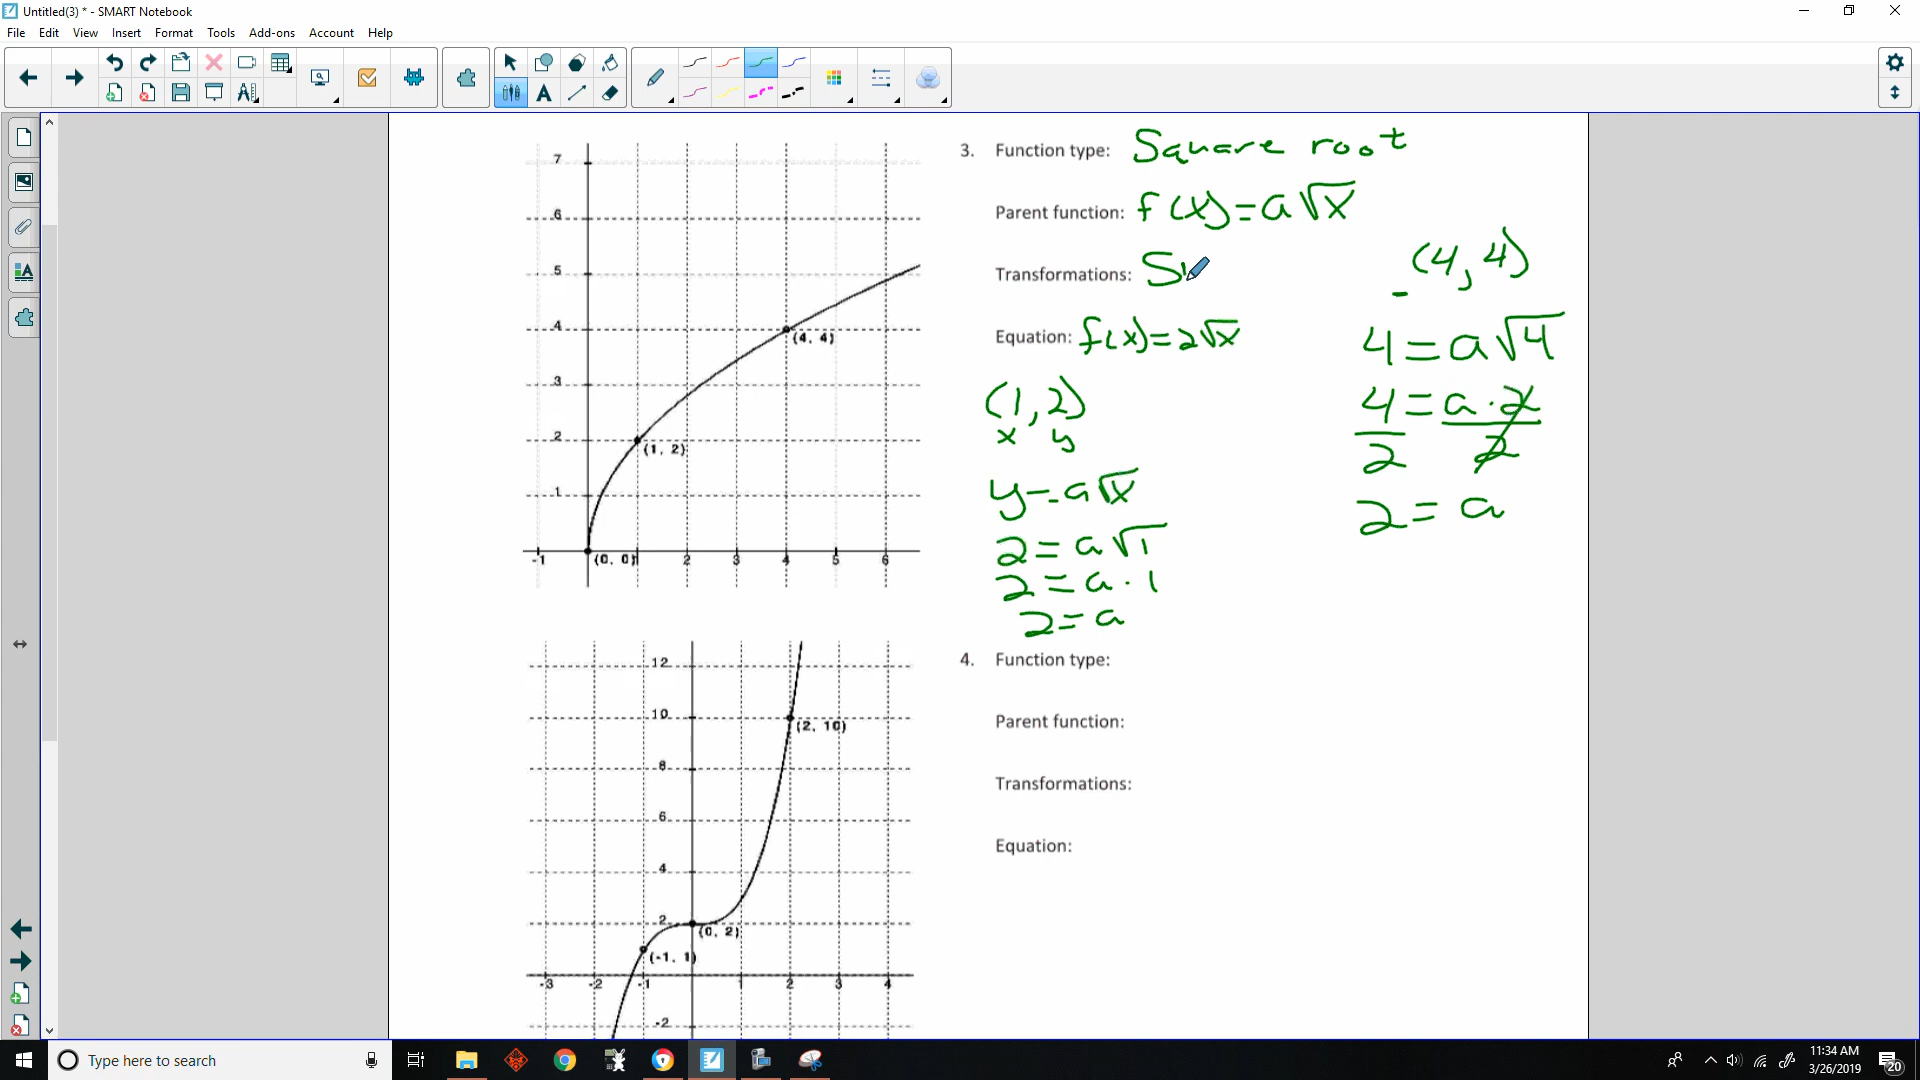 Untitled(3) * - SMART Notebook
File Edit View Insert Format Tools Add-ons Account Help
7
6
5
4
3
2
1
-1 2 3 4 5 6
(4, 4)
(1, 2)
(0, 0)
3. Function type: Square root
Parent function: f(x)=a√x
Transformations:
Equation: f(x)=2√x
(1,2)
x y
y=a√x
2=a√1
2=a·1
2=a
(4,4)
4=a√4
4=a·2
2 2
2=a
12
10
8
6
4
2
-2
-3 -2 -1 1 2 3 4
(2, 10)
(0, 2)
(-1, 1)
4. Function type:
Parent function:
Transformations:
Equation:
Type here to search
11:34 AM
3/26/2019
20